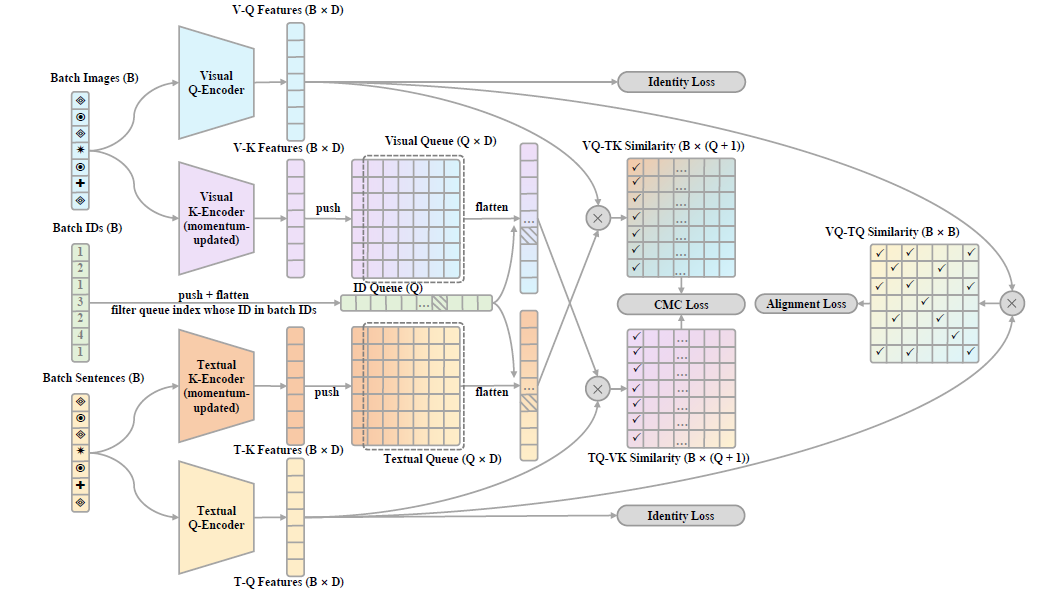 V-Q Features (B × D)
Batch Images (B)
Visual
Q-Encoder
Identity Loss
V-K Features (B × D)
Visual Queue (Q × D)
VQ-TK Similarity (B × (Q + 1))
Visual
K-Encoder
(momentum-
updated)
push
flatten
...
...
...
...
...
...
...
...
Batch IDs (B)
1
2
1
3
2
4
1
push + flatten
filter queue index whose ID in batch IDs
ID Queue (Q)
...
CMC Loss
VQ-TQ Similarity (B × B)
Alignment Loss
Batch Sentences (B)
Textual
K-Encoder
(momentum-
updated)
push
flatten
...
...
...
...
...
...
...
...
T-K Features (B × D)
Textual Queue (Q × D)
TQ-VK Similarity (B × (Q + 1))
Textual
Q-Encoder
Identity Loss
T-Q Features (B × D)